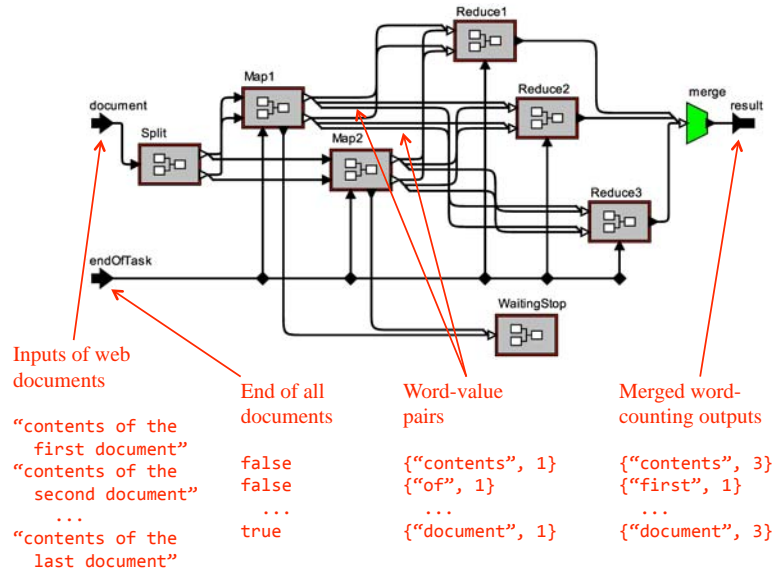 Reduce1
Map1
Reduce2
merge
document
result
Split
Map2
Reduce3
endOfTask
WaitingStop
Inputs of web
documents
“contents of the
first document”
“contents of the
second document”
...
“contents of the
last document”
End of all
documents
false
false
...
true
Word-value
pairs
{“contents”, 1}
{“of”, 1}
...
{“document”, 1}
Merged word-
counting outputs
{“contents”, 3}
{“first”, 1}
...
{“document”, 3}